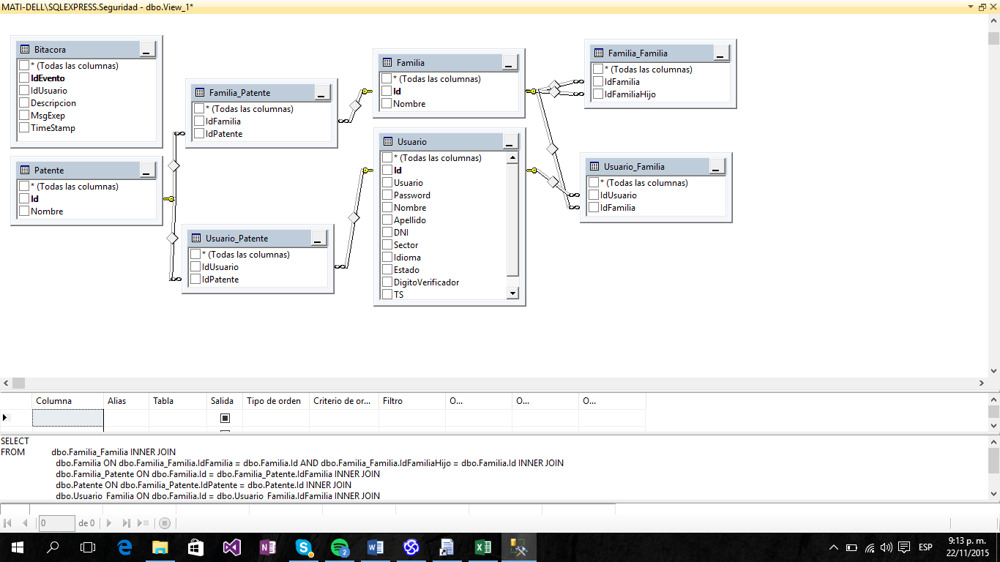 MATI-DELL\SQLEXPRESS.Seguridad - dbo.View_1*
Bitacora
* (Todas las columnas)
IdEvento
IdUsuario
Descripcion
MsgExep
TimeStamp
Patente
* (Todas las columnas)
Id
Nombre
Familia_Patente
* (Todas las columnas)
IdFamilia
IdPatente
Usuario_Patente
* (Todas las columnas)
IdUsuario
IdPatente
Familia
* (Todas las columnas)
Id
Nombre
Usuario
* (Todas las columnas)
Id
Usuario
Password
Nombre
Apellido
DNI
Sector
Idioma
Estado
DigitoVerificador
TS
Familia_Familia
* (Todas las columnas)
IdFamilia
IdFamiliaHijo
Usuario_Familia
* (Todas las columnas)
IdUsuario
IdFamilia
Columna Alias Tabla Salida Tipo de orden Criterio de or... Filtro O... O... O...
SELECT
FROM dbo.Familia_Familia INNER JOIN
dbo.Familia ON dbo.Familia_Familia.IdFamilia = dbo.Familia.Id AND dbo.Familia_Familia.IdFamiliaHijo = dbo.Familia.Id INNER JOIN
dbo.Familia_Patente ON dbo.Familia.Id = dbo.Familia_Patente.IdFamilia INNER JOIN
dbo.Patente ON dbo.Familia_Patente.IdPatente = dbo.Patente.Id INNER JOIN
dbo.Usuario_Familia ON dbo.Familia.Id = dbo.Usuario_Familia.IdFamilia INNER JOIN
0 de 0
2
ESP
9:13 p. m.
22/11/2015